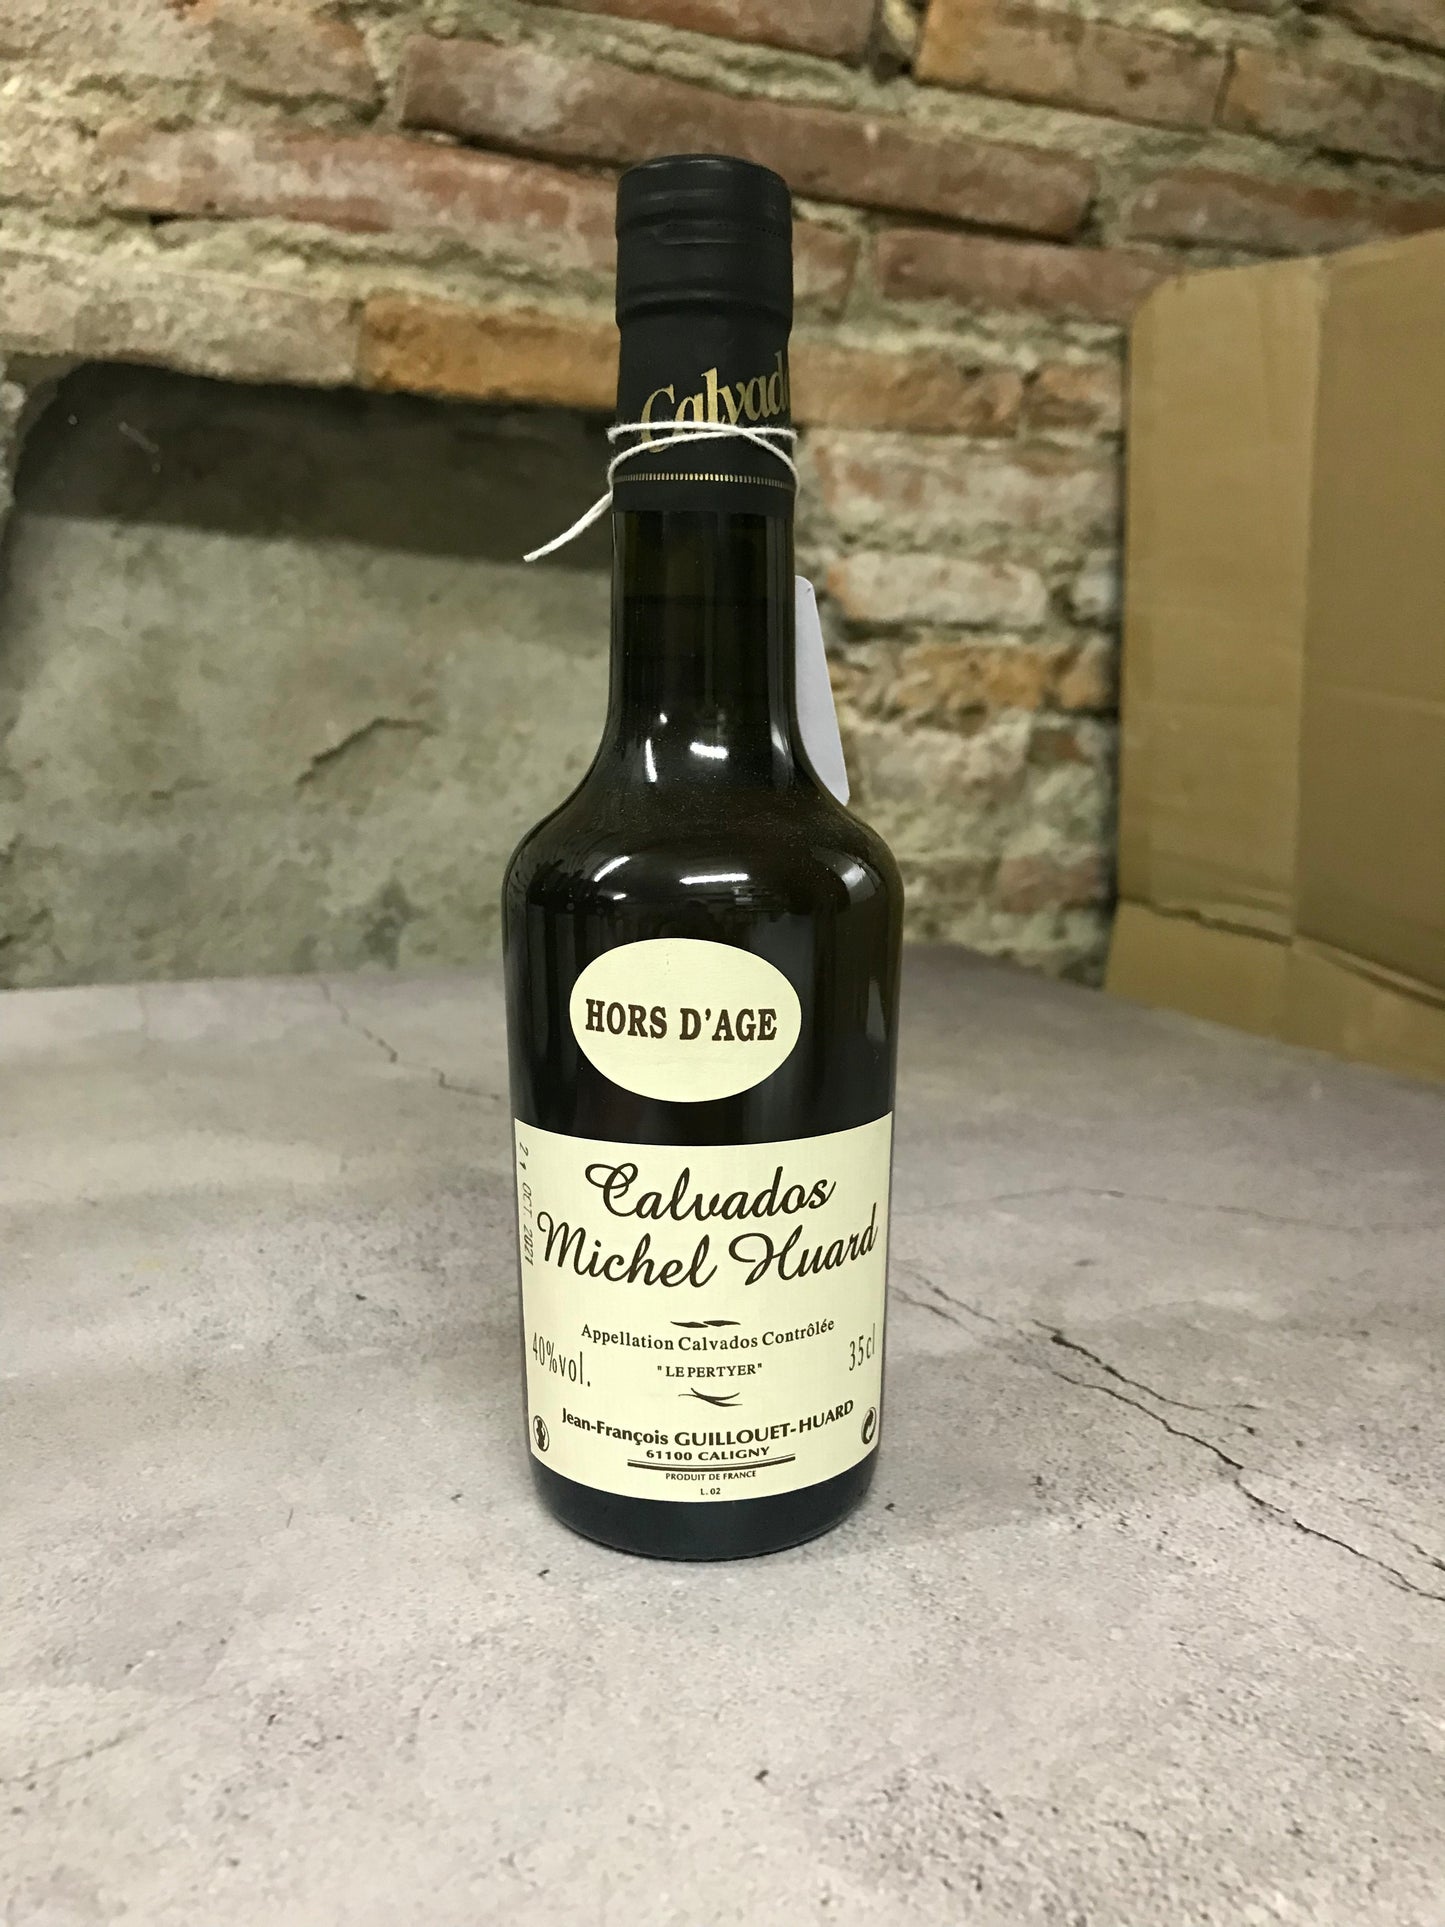 Calvad
HORS D'AGE
21 OCT. 2021
Calvados
Michel Huard
Appellation Calvados Contrôlée
40%vol.
35cl
"LE PERTYER"
Jean-François GUILLOUET-HUARD
61100 CALIGNY
PRODUIT DE FRANCE
L. 02